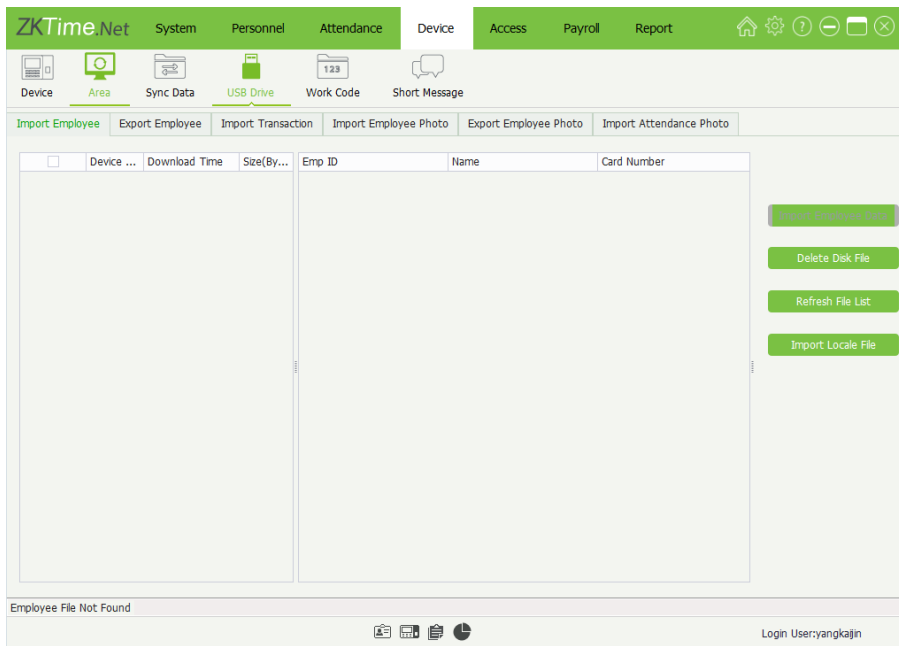 ZKTime.Net System Personnel Attendance Device Access Payroll Report
123
Device Area Sync Data USB Drive Work Code Short Message
Import Employee Export Employee Import Transaction Import Employee Photo Export Employee Photo Import Attendance Photo
Device ... Download Time Size(By... Emp ID Name Card Number
Delete Disk File
Refresh File List
Import Locale File
Employee File Not Found
Login User:yangkaijin